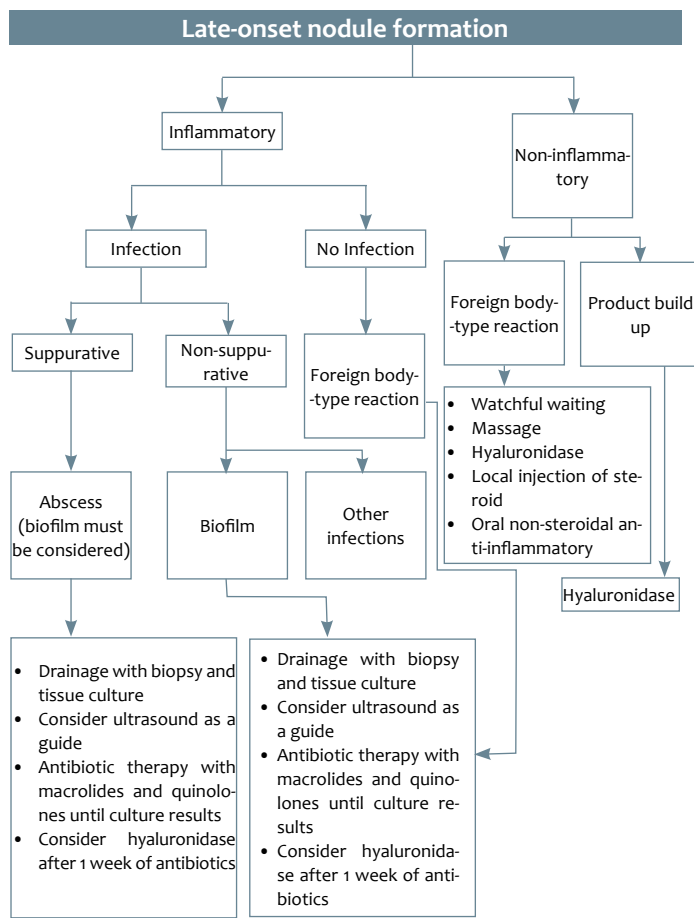 Late-onset nodule formation
Inflammatory
Non-inflamma-
tory
Infection
No Infection
Foreign body-
-type reaction
Product build
up
Suppurative
Non-suppu-
rative
Foreign body-
-type reaction
• Watchful waiting
• Massage
• Hyaluronidase
• Local injection of ste-
roid
• Oral non-steroidal an-
ti-inflammatory
Abscess
(biofilm must
be considered)
Biofilm
Other
infections
Hyaluronidase
• Drainage with biopsy and
tissue culture
• Consider ultrasound as a
guide
• Antibiotic therapy with
macrolides and quinolo-
nes until culture results
• Consider hyaluronidase
after 1 week of antibiotics
• Drainage with biopsy
and tissue culture
• Consider ultrasound as
a guide
• Antibiotic therapy with
macrolides and quino-
lones until culture re-
sults
• Consider hyaluronida-
se after 1 week of anti-
biotics